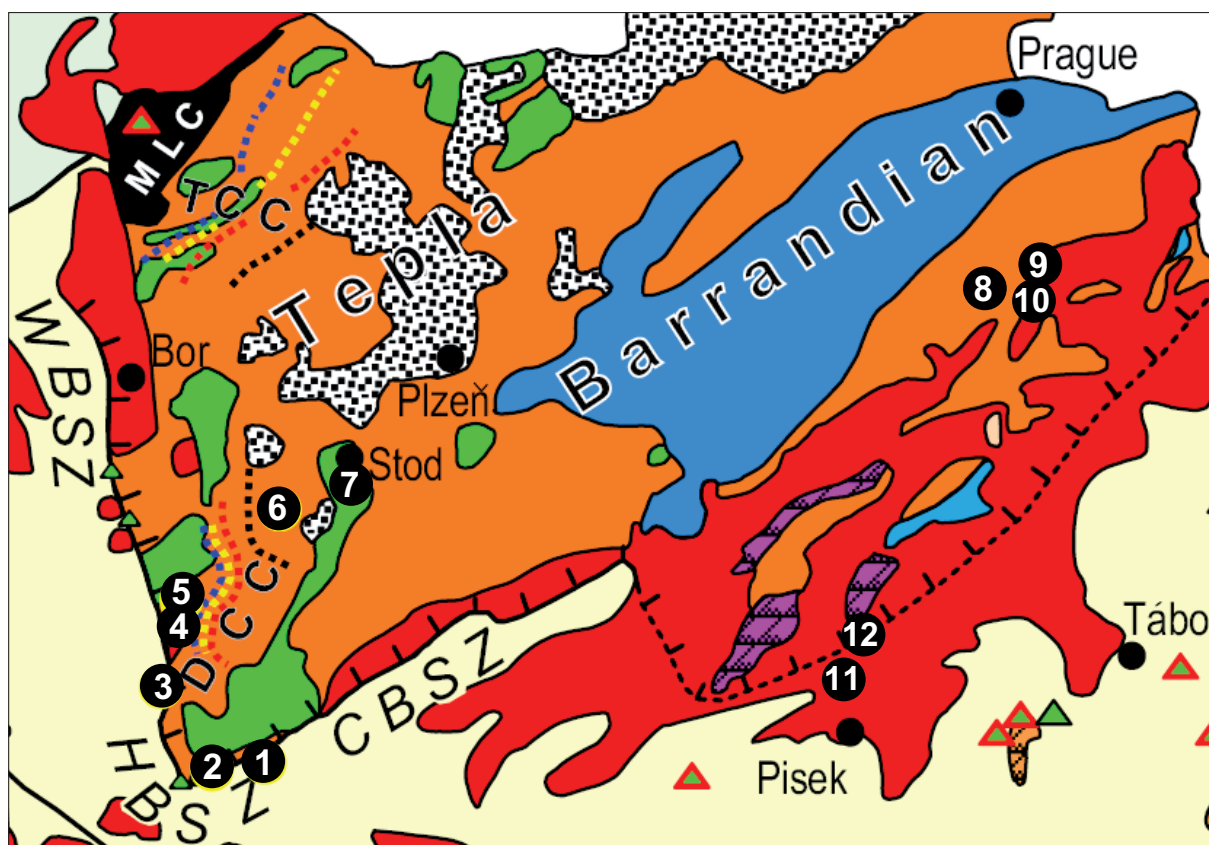 Prague
MLC
TCC
Tepla
Barrandian
9
8
10
WBSZ
Bor
Plzeň
Stod
7
6
5
4
DCC
3
12
Tábo
11
CBSZ
HBSZ
2
1
Pisek